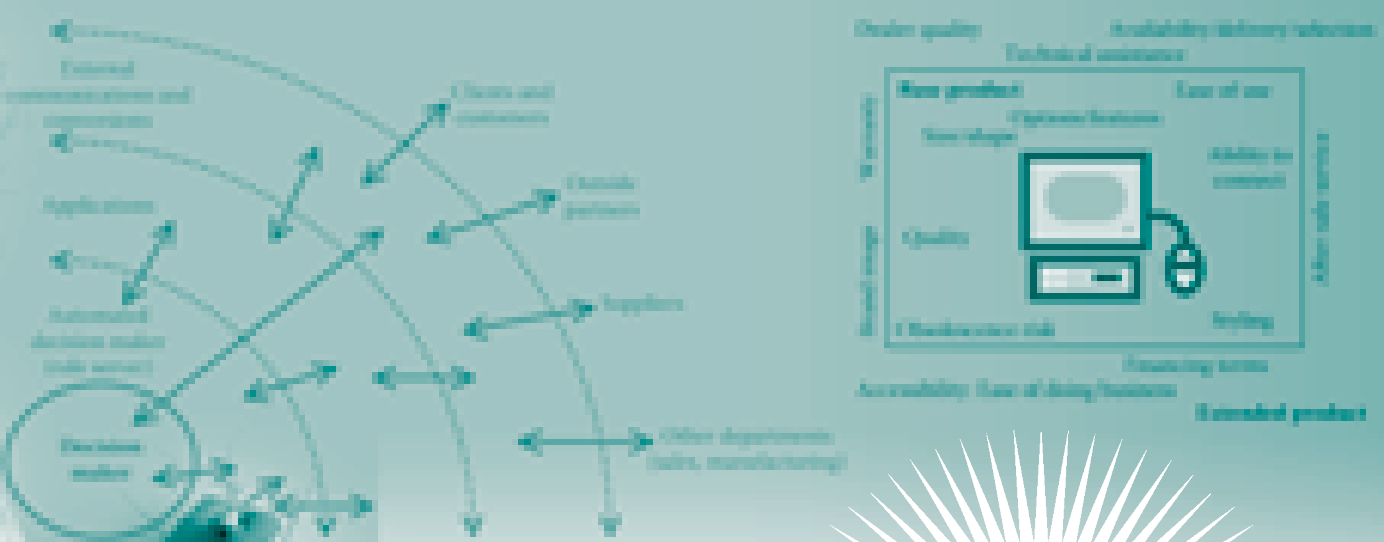 External
communications and
conversions
Applications
Automated
decision maker
(rule server)
Decision
maker
Clients and
customers
Outside
partners
Suppliers
Other departments
(sales, manufacturing)
Dealer quality
Availability/delivery/selection
Technical assistance
Base product
Ease of use
Options/features
Size/shape
Ability to
connect
Warranty
After sale service
Quality
Brand image
Obsolescence risk
Styling
Financing terms
Accessibility Ease of doing business
Extended product